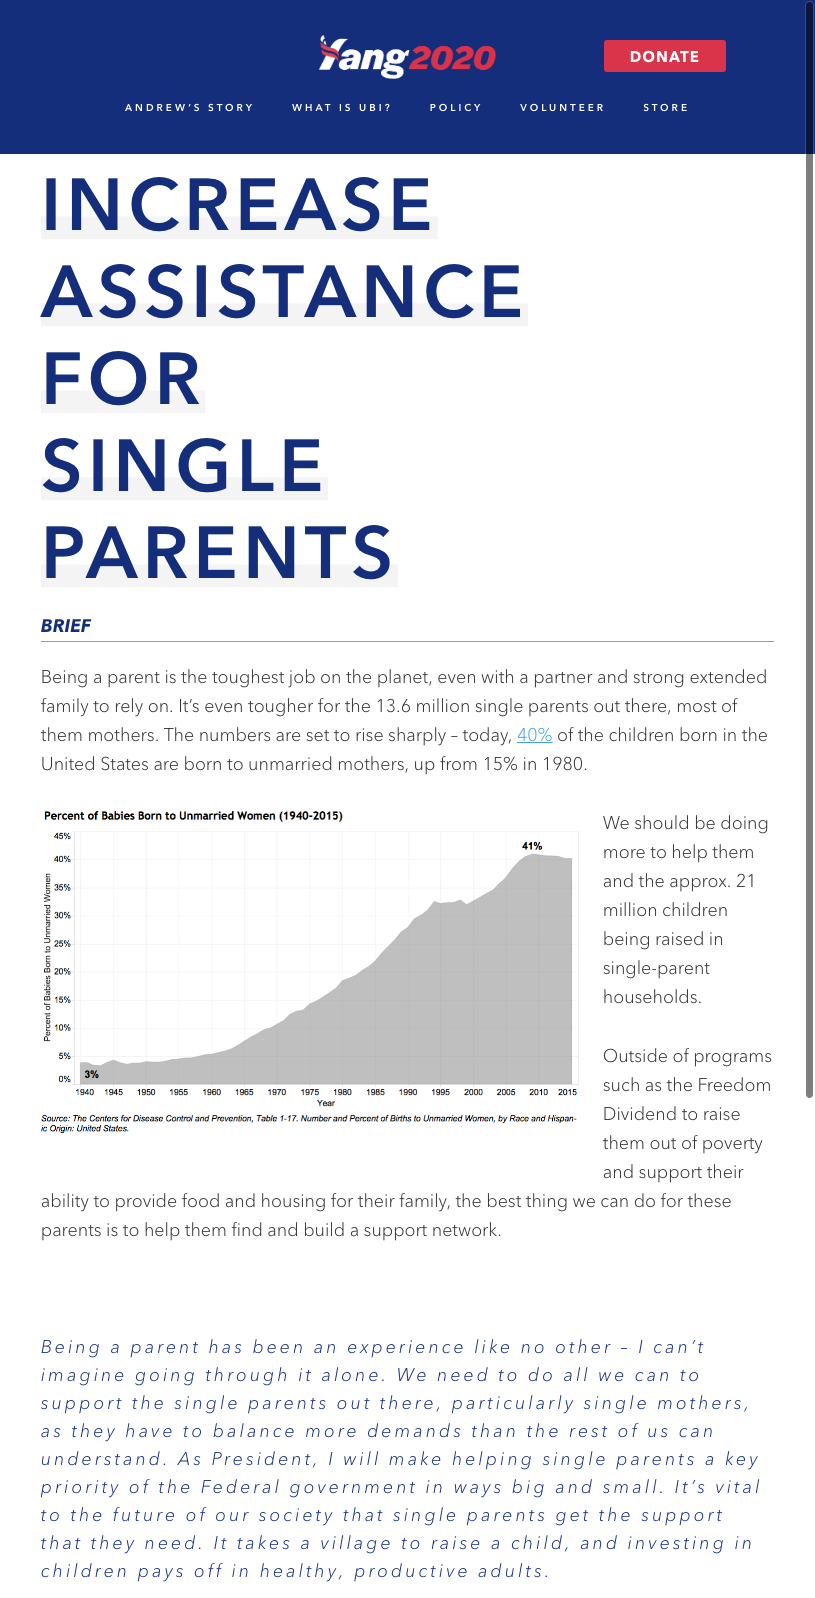 Yang2020
DONATE
ANDREW'S STORY WHAT IS UBI? POLICY VOLUNTEER STORE
INCREASE
ASSISTANCE
FOR
SINGLE
PARENTS
BRIEF
Being a parent is the toughest job on the planet, even with a partner and strong extended
family to rely on. It's even tougher for the 13.6 million single parents out there, most of
them mothers. The numbers are set to rise sharply – today, 40% of the children born in the
United States are born to unmarried mothers, up from 15% in 1980.
Percent of Babies Born to Unmarried Women (1940-2015)
Percent of Babies Born to Unmarried Women
45%
40%
35%
30%
25%
20%
15%
10%
5%
0%
41%
3%
1940 1945 1950 1955 1960 1965 1970 1975 1980 1985 1990 1995 2000 2005 2010 2015
Year
Source: The Centers for Disease Control and Prevention, Table 1-17. Number and Percent of Births to Unmarried Women, by Race and Hispan-
ic Origin: United States.
We should be doing
more to help them
and the approx. 21
million children
being raised in
single-parent
households.
Outside of programs
such as the Freedom
Dividend to raise
them out of poverty
and support their
ability to provide food and housing for their family, the best thing we can do for these
parents is to help them find and build a support network.
Being a parent has been an experience like no other – I can't
imagine going through it alone. We need to do all we can to
support the single parents out there, particularly single mothers,
as they have to balance more demands than the rest of us can
understand. As President, I will make helping single parents a key
priority of the Federal government in ways big and small. It's vital
to the future of our society that single parents get the support
that they need. It takes a village to raise a child, and investing in
children pays off in healthy, productive adults.